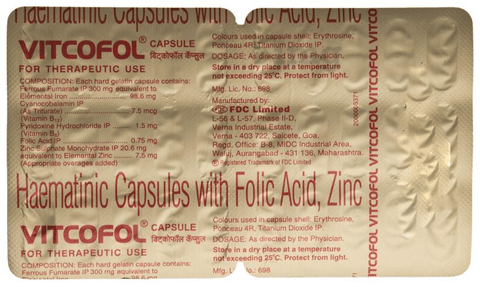 Haematinic Capsules with Folic Acid, Zinc
VITCOFOL® CAPSULE
विट्कोफॉल कॅप्सूल
FOR THERAPEUTIC USE
COMPOSITION: Each hard gelatin capsule contains:
Ferrous Fumarate IP 300 mg equivalent to
Elemental Iron .................. 98.6 mg
Cyanocobalamin IP
(As Triturate) .................. 7.5 mcg
(Vitamin B12)
Pyridoxine Hydrochloride IP .......... 1.5 mg
(Vitamin B6)
Folic Acid IP .................. 0.75 mg
Zinc Sulphate Monohydrate IP 20.6 mg
equivalent to Elemental Zinc ....... 7.5 mg
(Appropriate overages added)
Colours used in capsule shell: Erythrosine,
Ponceau 4R, Titanium Dioxide IP
DOSAGE: As directed by the Physician.
Store in a dry place at a temperature
not exceeding 25°C. Protect from light.
Mfg. Lic. No.: 698
Manufactured by:
FDC Limited
L-56 & L-57, Phase II-D,
Verna Industrial Estate,
Verna - 403 722, Salcete, Goa.
Regd. Office: B-8, MIDC Industrial Area,
Waluj, Aurangabad - 431 136, Maharashtra.
® Registered Trademark of FDC Limited
VITCOFOL VITCOFOL VITCOFOL
Haematinic Capsules with Folic Acid, Zinc
VITCOFOL® CAPSULE
विट्कोफॉल कॅप्सूल
FOR THERAPEUTIC USE
COMPOSITION: Each hard gelatin capsule contains:
Ferrous Fumarate IP 300 mg equivalent to
Colours used in capsule shell: Erythrosine,
Ponceau 4R, Titanium Dioxide IP
DOSAGE: As directed by the Physician.
Store in a dry place at a temperature
not exceeding 25°C. Protect from light.
Mfg. Lic. No.: 698